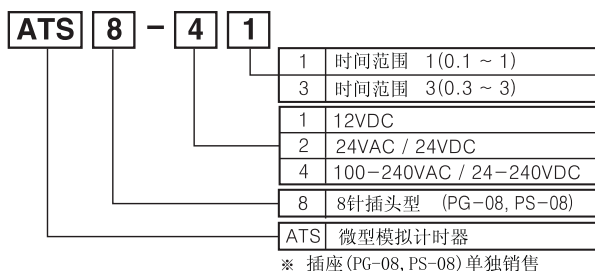 ATS 8 - 4 1
1 时间范围 1(0.1 ~ 1)
3 时间范围 3(0.3 ~ 3)
1 12VDC
2 24VAC / 24VDC
4 100-240VAC / 24-240VDC
8 8针插头型 (PG-08, PS-08)
ATS 微型模拟计时器
※ 插座(PG-08, PS-08)单独销售